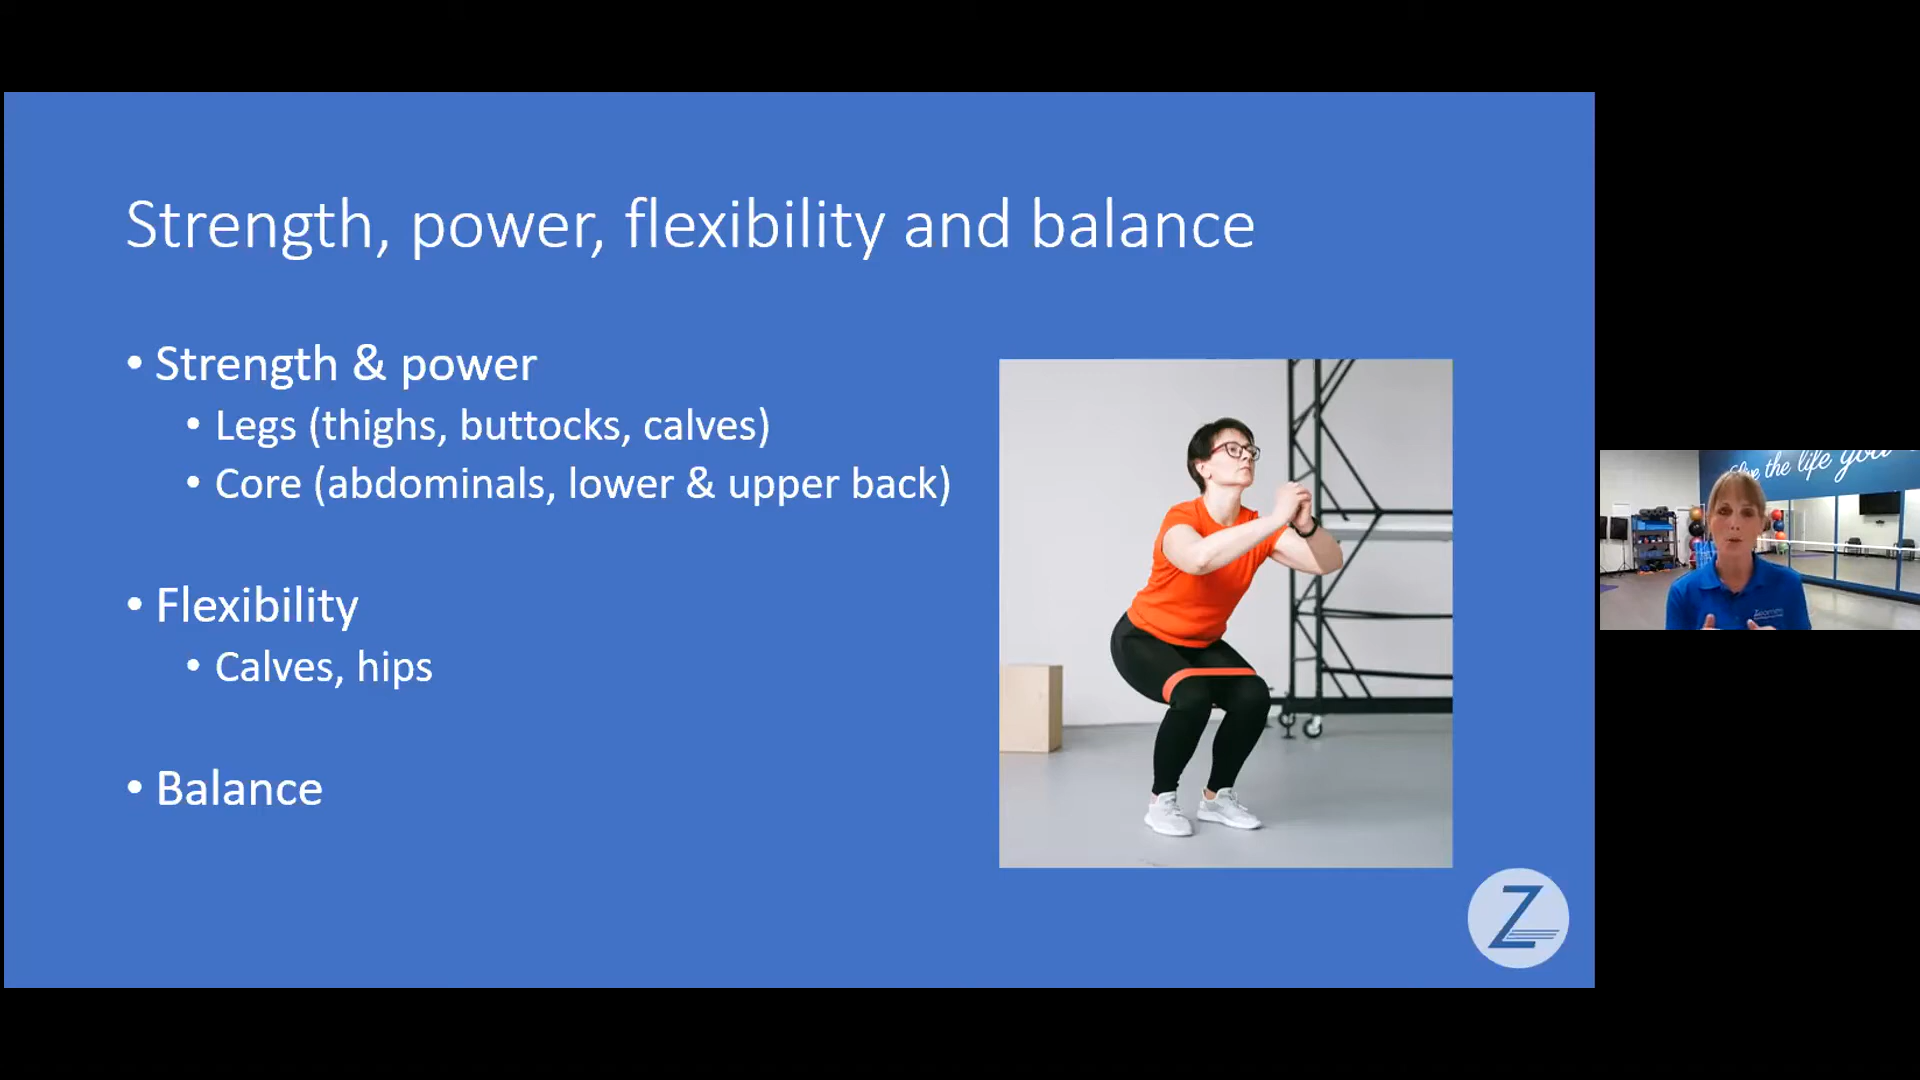 Strength, power, flexibility and balance
• Strength & power
• Legs (thighs, buttocks, calves)
• Core (abdominals, lower & upper back)
• Flexibility
• Calves, hips
• Balance
Z
the life you